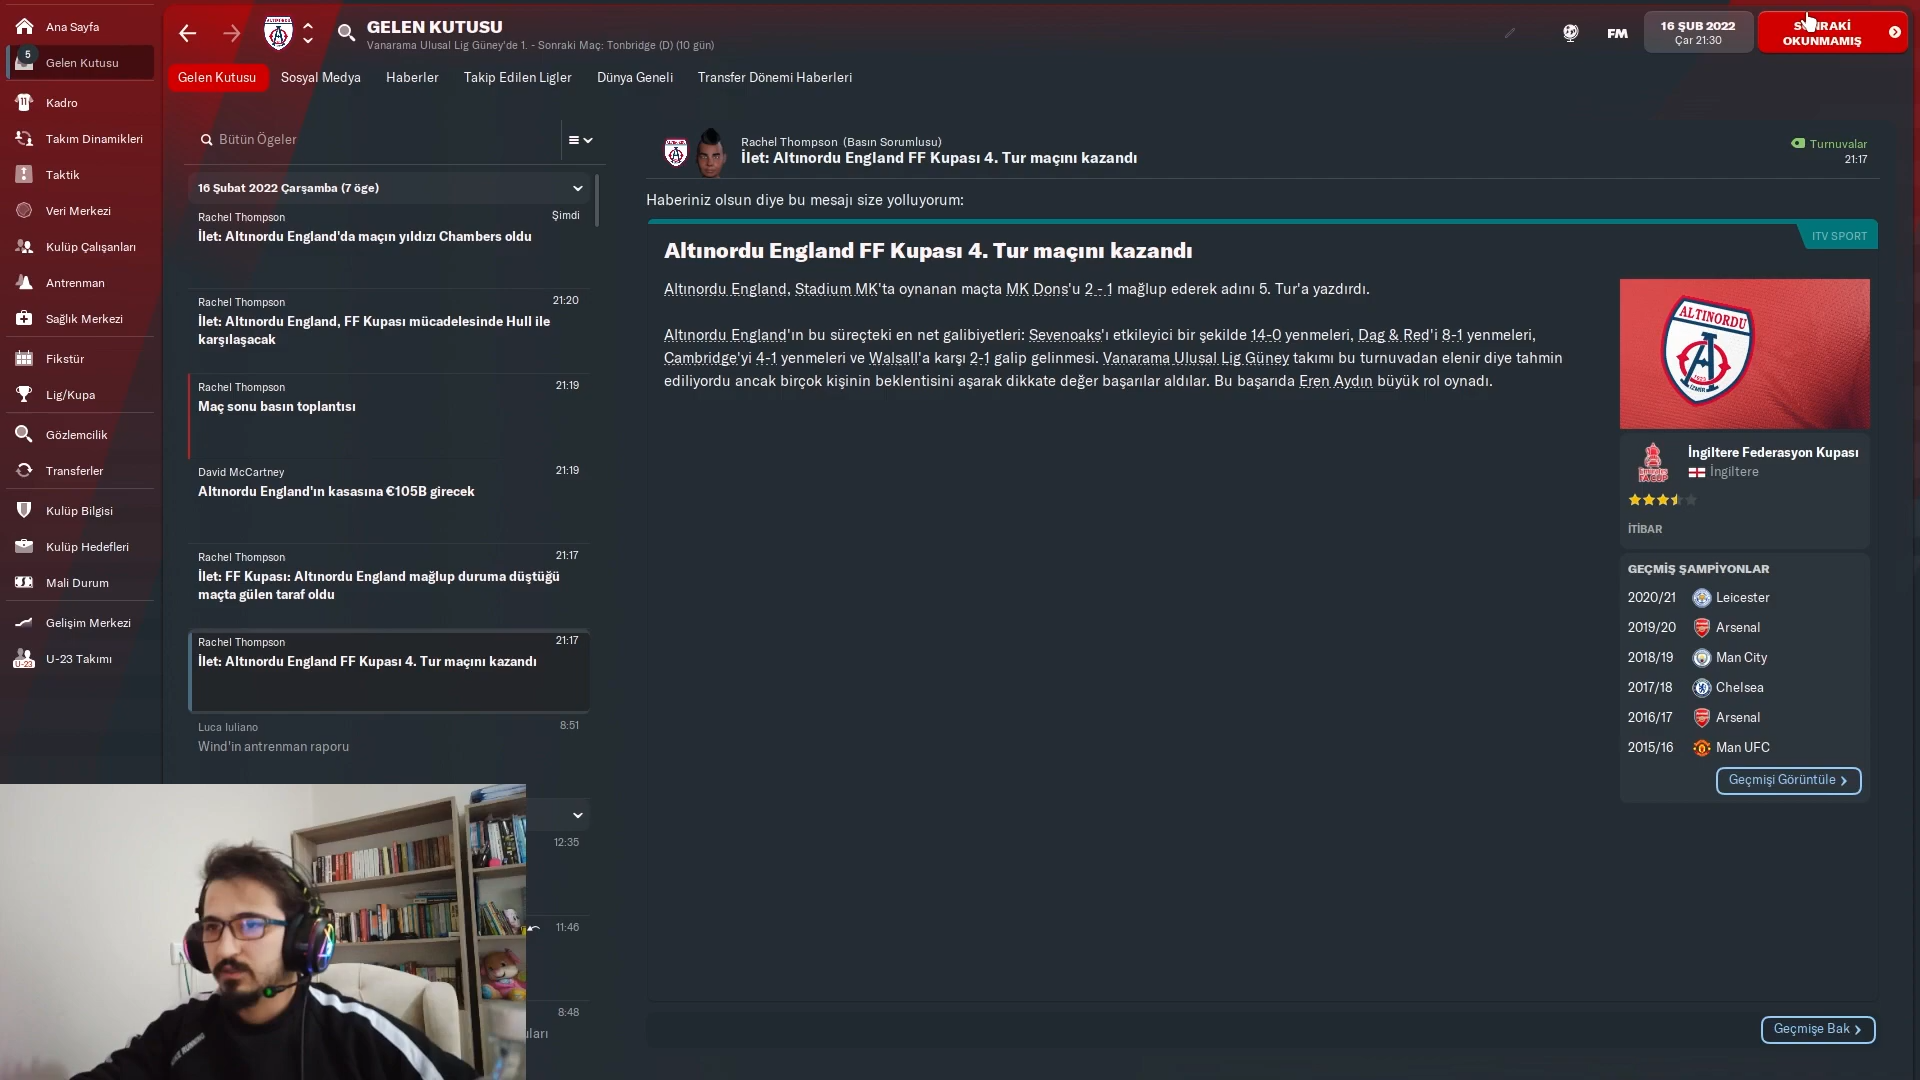 Ana Sayfa
5
Gelen Kutusu
Kadro
Takım Dinamikleri
Taktik
Veri Merkezi
Kulüp Çalışanları
Antrenman
Sağlık Merkezi
Fikstür
Lig/Kupa
Gözlemcilik
Transferler
Kulüp Bilgisi
Kulüp Hedefleri
Mali Durum
Gelişim Merkezi
U-23
U-23 Takımı
GELEN KUTUSU
Vanarama Ulusal Lig Güney'de 1. - Sonraki Maç: Tonbridge (D) (10 gün)
FM
16 ŞUB 2022
Çar 21:30
SONRAKİ
OKUNMAMIŞ
Gelen Kutusu
Sosyal Medya
Haberler
Takip Edilen Ligler
Dünya Geneli
Transfer Dönemi Haberleri
Bütün Ögeler
16 Şubat 2022 Çarşamba (7 öge)
Rachel Thompson
Şimdi
İlet: Altınordu England'da maçın yıldızı Chambers oldu
Rachel Thompson
21:20
İlet: Altınordu England, FF Kupası mücadelesinde Hull ile
karşılaşacak
Rachel Thompson
21:19
Maç sonu basın toplantısı
David McCartney
21:19
Altınordu England'ın kasasına €105B girecek
Rachel Thompson
21:17
İlet: FF Kupası: Altınordu England mağlup duruma düştüğü
maçta gülen taraf oldu
Rachel Thompson
21:17
İlet: Altınordu England FF Kupası 4. Tur maçını kazandı
Luca Iuliano
8:51
Wind'in antrenman raporu
12:35
11:46
8:48
Rachel Thompson (Basın Sorumlusu)
İlet: Altınordu England FF Kupası 4. Tur maçını kazandı
Turnuvalar
21:17
Haberiniz olsun diye bu mesajı size yolluyorum:
ITV SPORT
Altınordu England FF Kupası 4. Tur maçını kazandı
Altınordu England, Stadium MK'ta oynanan maçta MK Dons'u 2 - 1 mağlup ederek adını 5. Tur'a yazdırdı.
Altınordu England'ın bu süreçteki en net galibiyetleri: Sevenoaks'ı etkileyici bir şekilde 14-0 yenmeleri, Dag & Red'i 8-1 yenmeleri,
Cambridge'yi 4-1 yenmeleri ve Walsall'a karşı 2-1 galip gelinmesi. Vanarama Ulusal Lig Güney takımı bu turnuvadan elenir diye tahmin
ediliyordu ancak birçok kişinin beklentisini aşarak dikkate değer başarılar aldılar. Bu başarıda Eren Aydın büyük rol oynadı.
ALTINORDU
1923
İZMİR
İngiltere Federasyon Kupası
İngiltere
İTİBAR
GEÇMİŞ ŞAMPİYONLAR
2020/21 Leicester
2019/20 Arsenal
2018/19 Man City
2017/18 Chelsea
2016/17 Arsenal
2015/16 Man UFC
Geçmişi Görüntüle
Geçmişe Bak